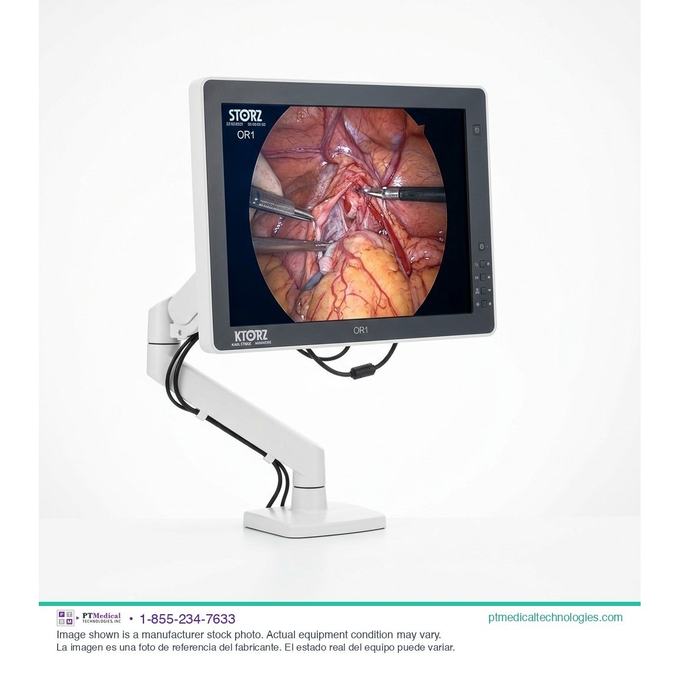 STORZ
OR1
KTORZ
OR1
PTMedical
TECHNOLOGIES, INC
• 1-855-234-7633
ptmedicaltechnologies.com
Image shown is a manufacturer stock photo. Actual equipment condition may vary.
La imagen es una foto de referencia del fabricante. El estado real del equipo puede variar.